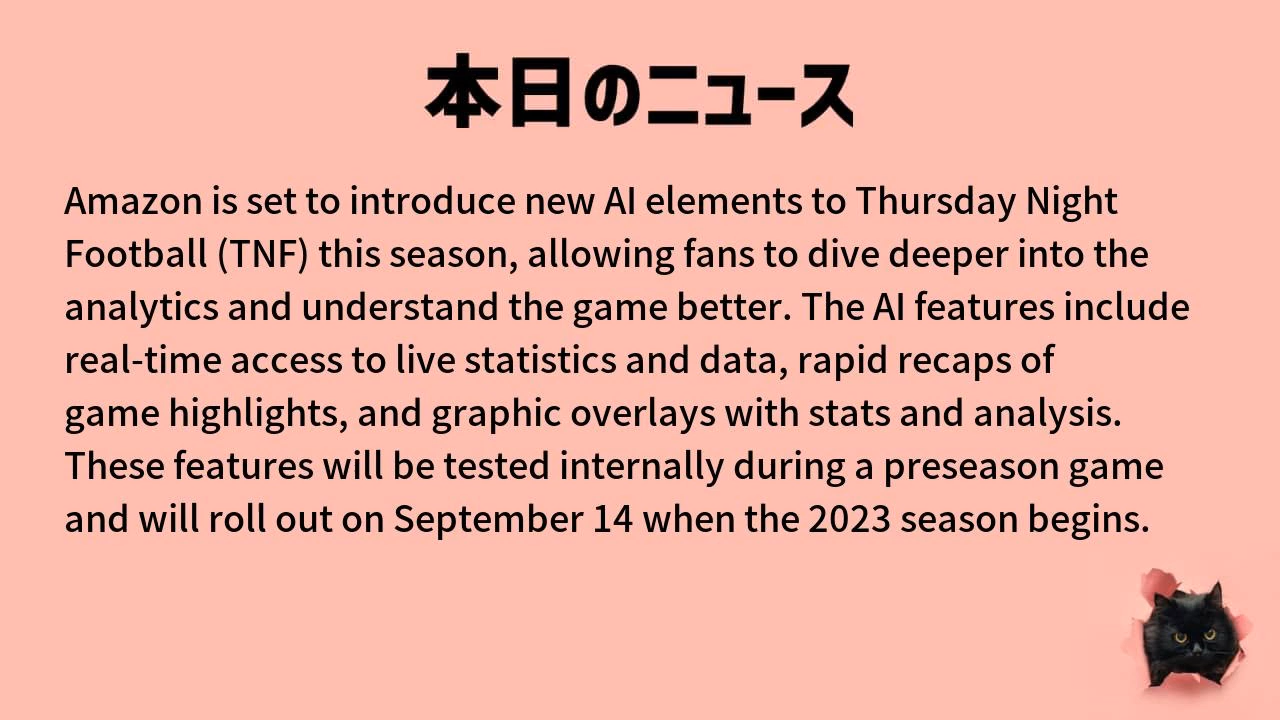 本日のニュース
Amazon is set to introduce new AI elements to Thursday Night
Football (TNF) this season, allowing fans to dive deeper into the
analytics and understand the game better. The AI features include
real-time access to live statistics and data, rapid recaps of
game highlights, and graphic overlays with stats and analysis.
These features will be tested internally during a preseason game
and will roll out on September 14 when the 2023 season begins.